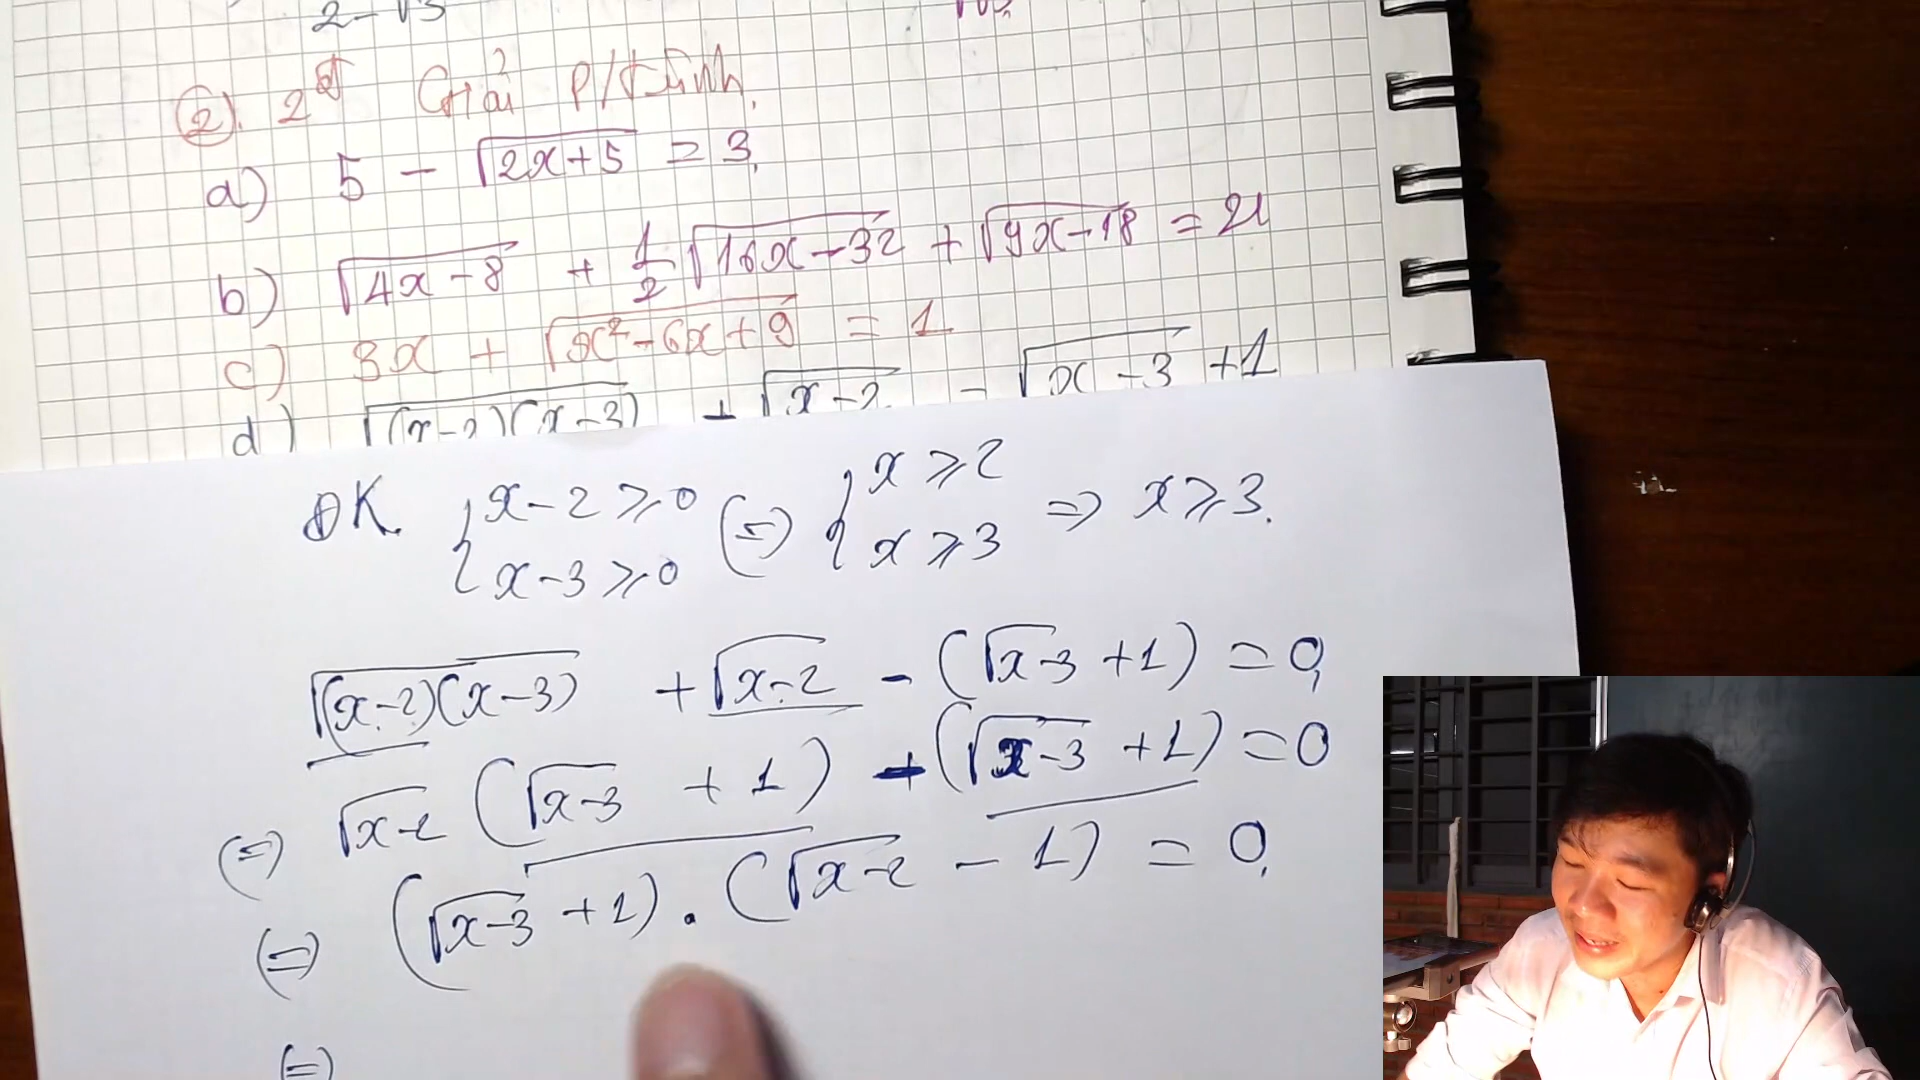 2-√3
②. 2đ Giải P/trình.
a) 5 - √(2x+5) = 3.
b) √(4x-8) + 1/2 √(16x-32) + √(9x-18) = 21
c) 3x + √(x²-6x+9) = 1
d) √((x-2)(x-3)) + √(x-2) - √(x-3) + 1
ĐK. { x-2 ⩾ 0 (=) { x ⩾ 2 => x ⩾ 3.
{ x-3 ⩾ 0 { x ⩾ 3
√((x-2)(x-3)) + √(x-2) - (√(x-3) + 1) = 0
(=) √(x-2) (√(x-3) + 1) - (√(x-3) + 1) = 0
(=) (√(x-3) + 1) . (√(x-2) - 1) = 0.
(=)